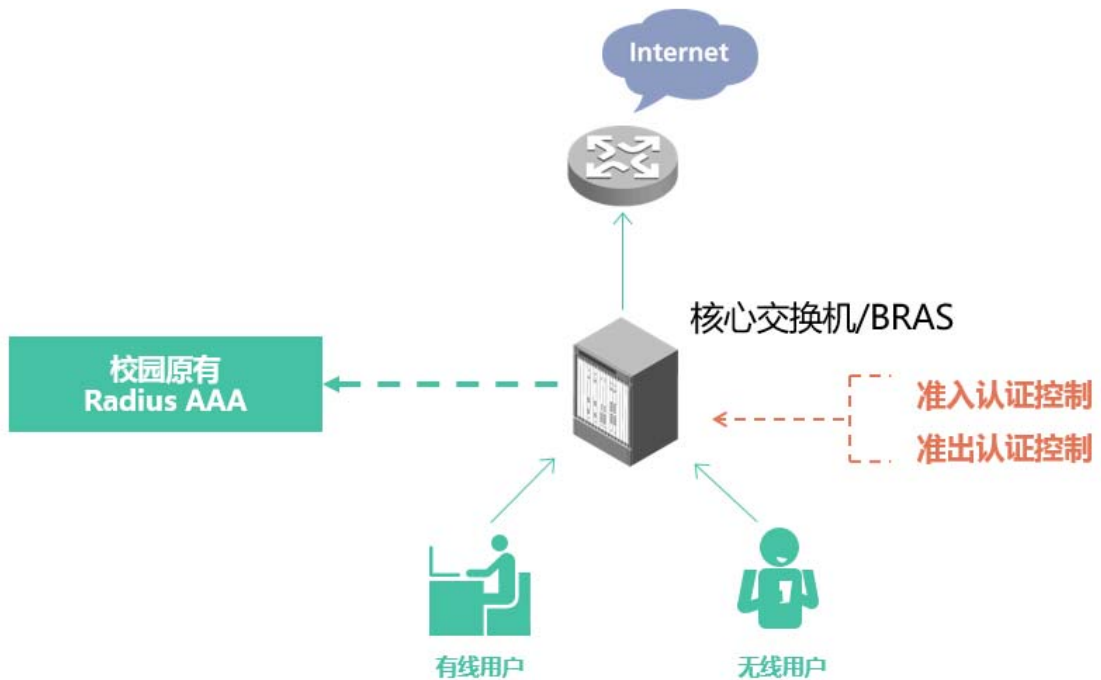 Internet
核心交换机/BRAS
校园原有
Radius AAA
准入认证控制
准出认证控制
有线用户
无线用户